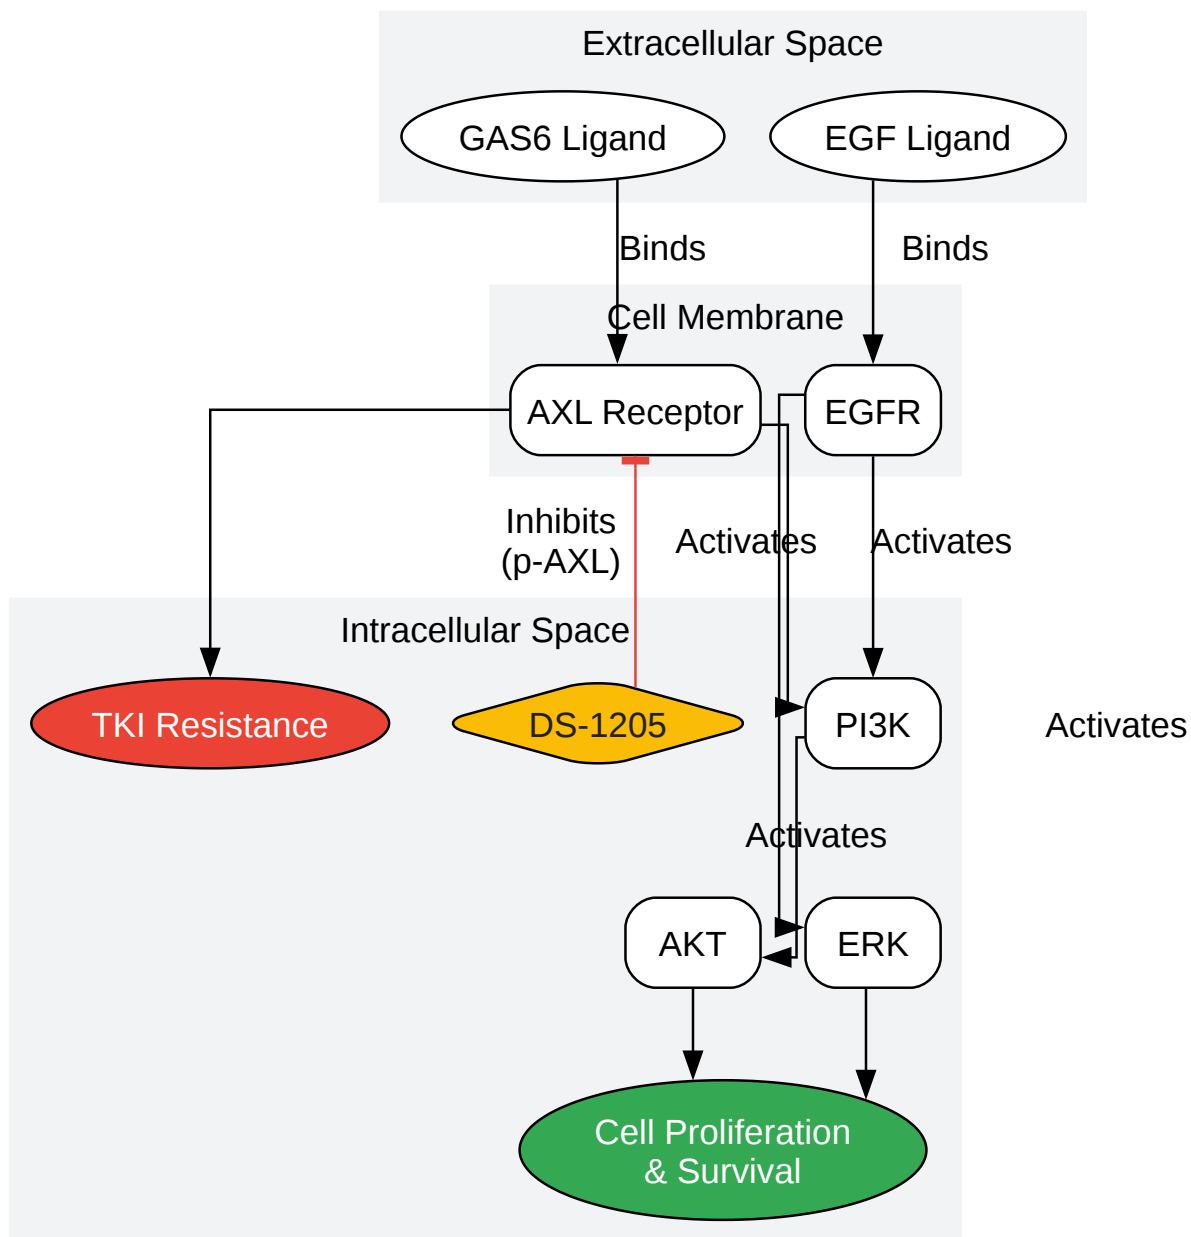 Extracellular Space
GAS6 Ligand
EGF Ligand
Binds
Binds
Cell Membrane
AXL Receptor
EGFR
Inhibits
(p-AXL)
Activates
Activates
Intracellular Space
TKI Resistance
DS-1205
PI3K
Activates
Activates
AKT
ERK
Cell Proliferation
& Survival